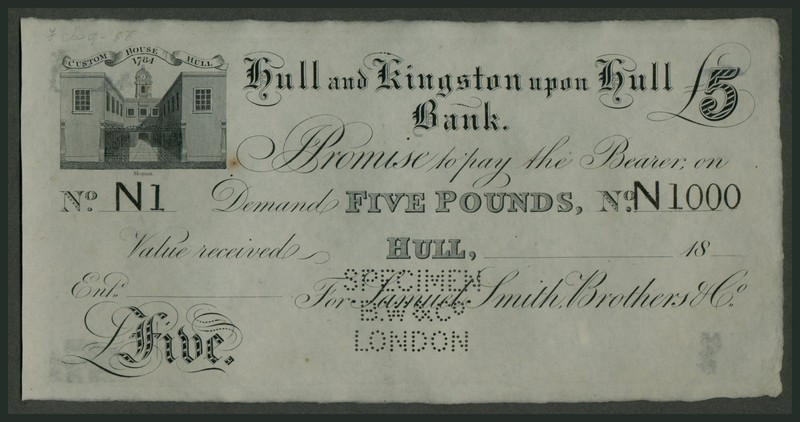 CUSTOM HOUSE HULL
1784
Hull and Kingston upon Hull
Bank.
£5
I Promise to pay the Bearer, on
No. N1 Demand FIVE POUNDS, No. N1000
Value received HULL, 18
Entd. For Samuel Smith, Brothers & Co.
SPECIMEN
B.W & Co
LONDON
£Five.